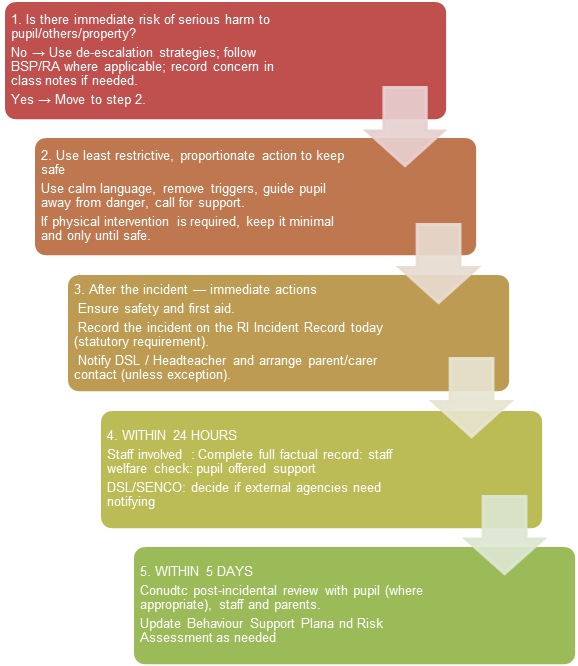 1. Is there immediate risk of serious harm to
pupil/others/property?
No → Use de-escalation strategies; follow
BSP/RA where applicable; record concern in
class notes if needed.
Yes → Move to step 2.
2. Use least restrictive, proportionate action to keep
safe
Use calm language, remove triggers, guide pupil
away from danger, call for support.
If physical intervention is required, keep it minimal
and only until safe.
3. After the incident — immediate actions
Ensure safety and first aid.
Record the incident on the RI Incident Record today
(statutory requirement).
Notify DSL / Headteacher and arrange parent/carer
contact (unless exception).
4. WITHIN 24 HOURS
Staff involved : Complete full factual record: staff
welfare check: pupil offered support
DSL/SENCO: decide if external agencies need
notifying
5. WITHIN 5 DAYS
Conudtc post-incidental review with pupil (where
appropriate), staff and parents.
Update Behaviour Support Plana nd Risk
Assessment as needed